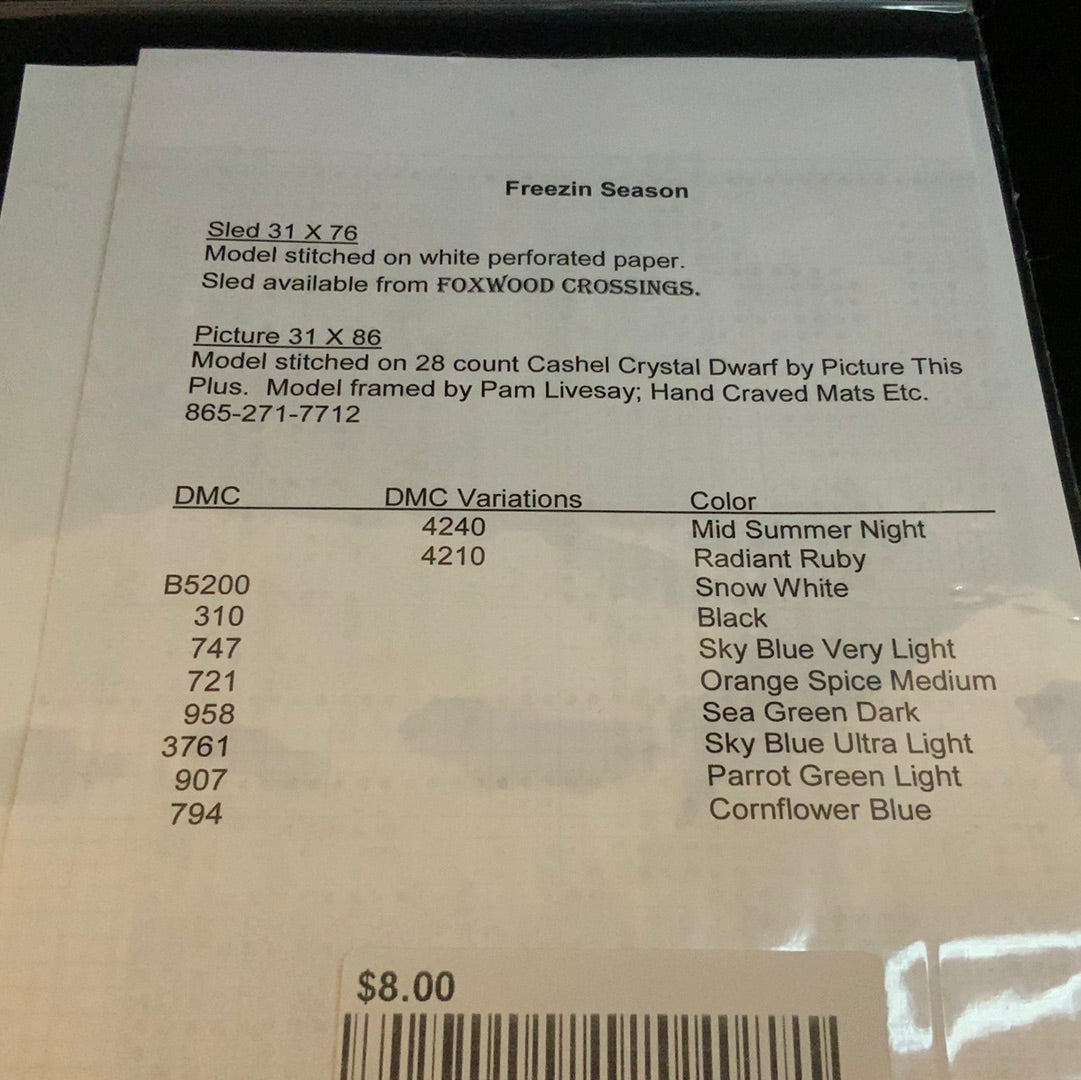 Freezin Season
Sled 31 X 76
Model stitched on white perforated paper.
Sled available from FOXWOOD CROSSINGS.
Picture 31 X 86
Model stitched on 28 count Cashel Crystal Dwarf by Picture This
Plus. Model framed by Pam Livesay; Hand Craved Mats Etc.
865-271-7712
DMC DMC Variations Color
4240 Mid Summer Night
4210 Radiant Ruby
B5200 Snow White
310 Black
747 Sky Blue Very Light
721 Orange Spice Medium
958 Sea Green Dark
3761 Sky Blue Ultra Light
907 Parrot Green Light
794 Cornflower Blue
$8.00